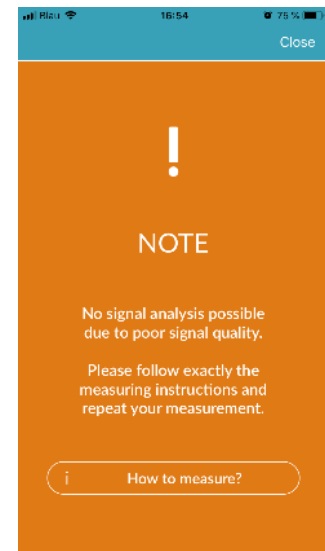 Blau 16:54 75 %
Close
!
NOTE
No signal analysis possible
due to poor signal quality.
Please follow exactly the
measuring instructions and
repeat your measurement.
i How to measure?